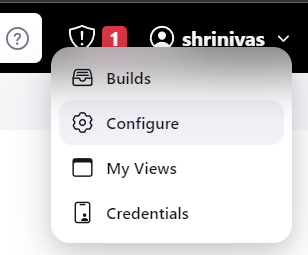 1 shrinivas
Builds
Configure
My Views
Credentials